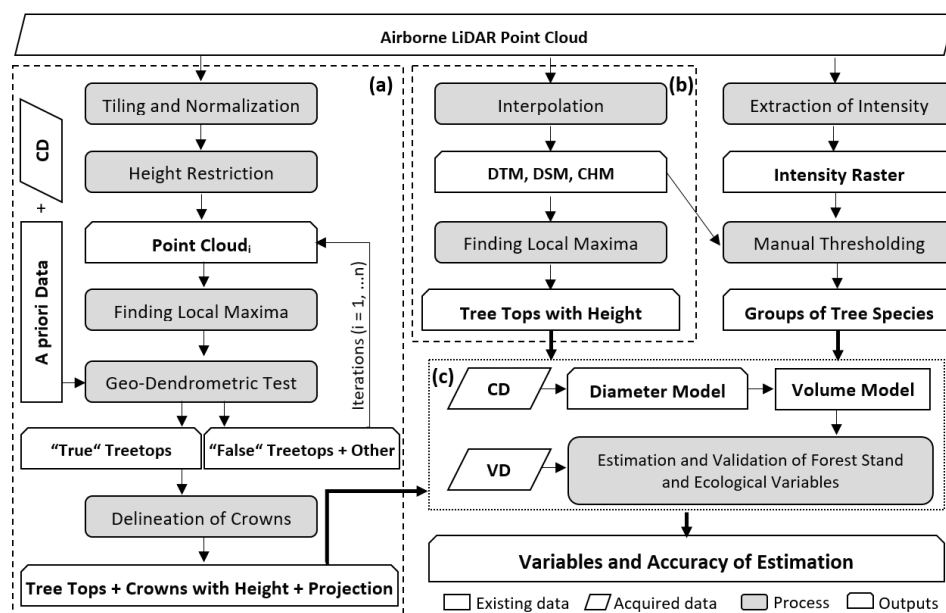 Airborne LiDAR Point Cloud
(a)
Tiling and Normalization
CD
+
A priori Data
Height Restriction
Point Cloudi
Finding Local Maxima
Geo-Dendrometric Test
Iterations (i = 1, ...n)
“True“ Treetops
“False“ Treetops + Other
Delineation of Crowns
Tree Tops + Crowns with Height + Projection
(b)
Interpolation
DTM, DSM, CHM
Finding Local Maxima
Tree Tops with Height
Extraction of Intensity
Intensity Raster
Manual Thresholding
Groups of Tree Species
(c)
CD
Diameter Model
Volume Model
VD
Estimation and Validation of Forest Stand
and Ecological Variables
Variables and Accuracy of Estimation
Existing data
Acquired data
Process
Outputs